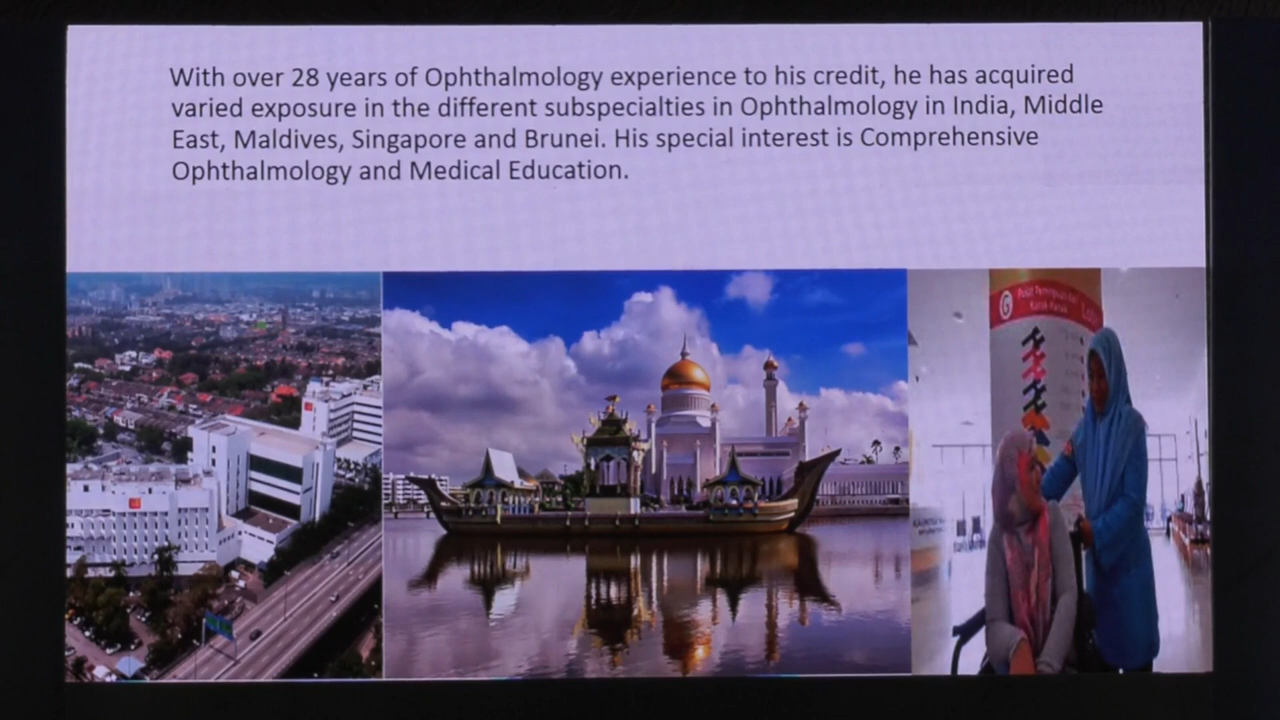 With over 28 years of Ophthalmology experience to his credit, he has acquired
varied exposure in the different subspecialties in Ophthalmology in India, Middle
East, Maldives, Singapore and Brunei. His special interest is Comprehensive
Ophthalmology and Medical Education.
G